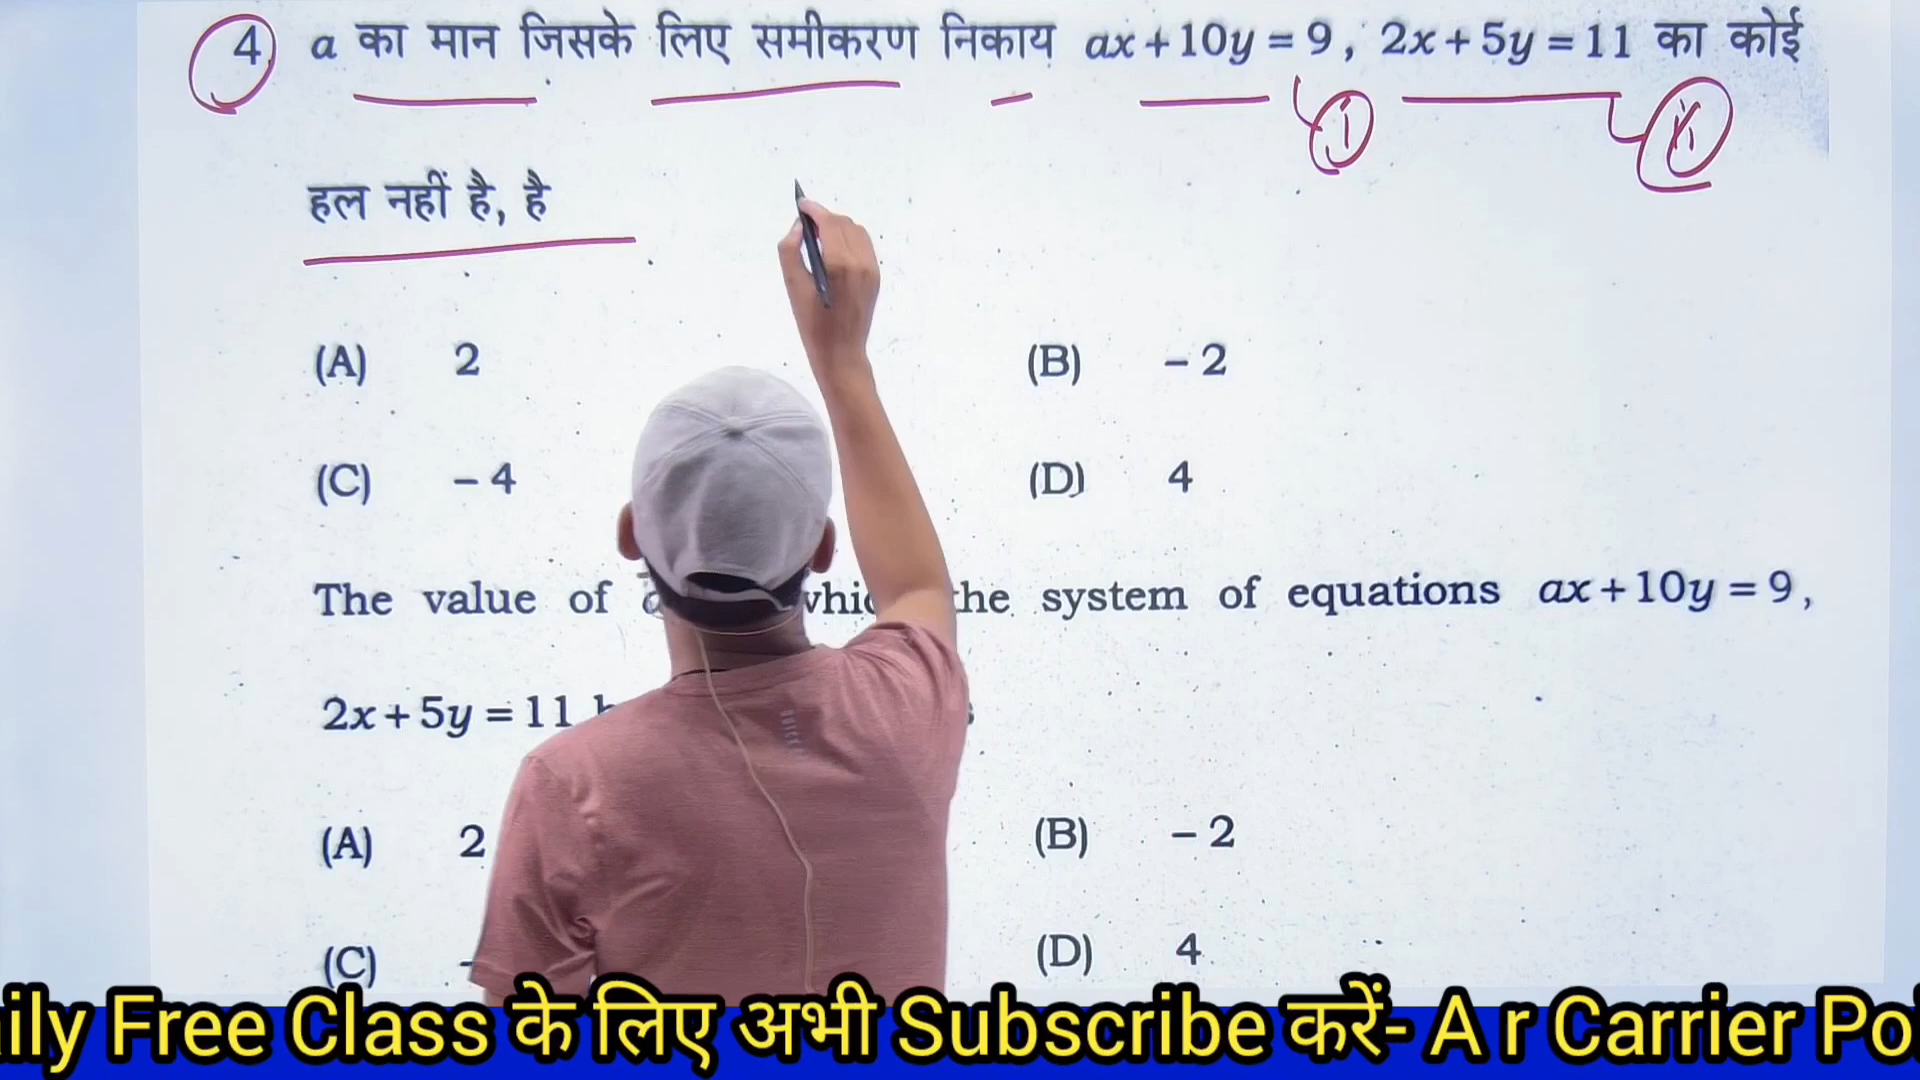 4 a का मान जिसके लिए समीकरण निकाय ax + 10y = 9, 2x + 5y = 11 का कोई
i ii
हल नहीं है, है
(A) 2 (B) – 2
(C) – 4 (D) 4
The value of the system of equations ax + 10y = 9,
2x + 5y = 11
(A) 2 (B) – 2
(C) - (D) 4
ily Free Class के लिए अभी Subscribe करें- A r Carrier Po